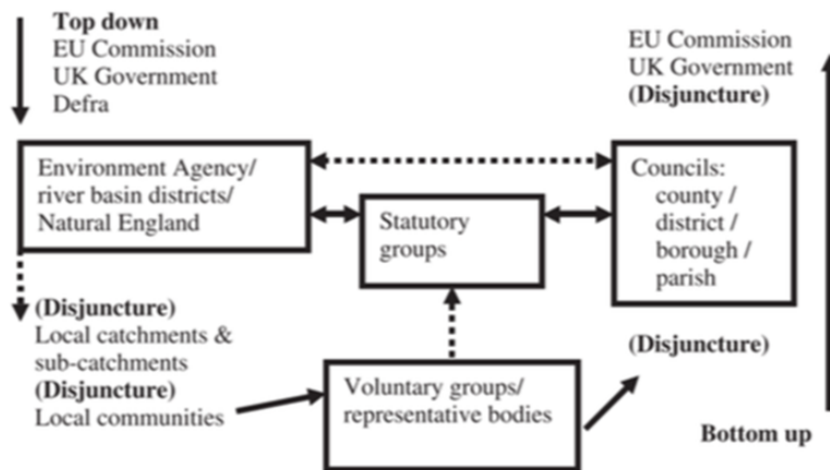 Top down
EU Commission
UK Government
Defra
EU Commission
UK Government
(Disjuncture)
Environment Agency/
river basin districts/
Natural England
Statutory
groups
Councils:
county /
district /
borough /
parish
(Disjuncture)
Local catchments &
sub-catchments
(Disjuncture)
Local communities
Voluntary groups/
representative bodies
(Disjuncture)
Bottom up